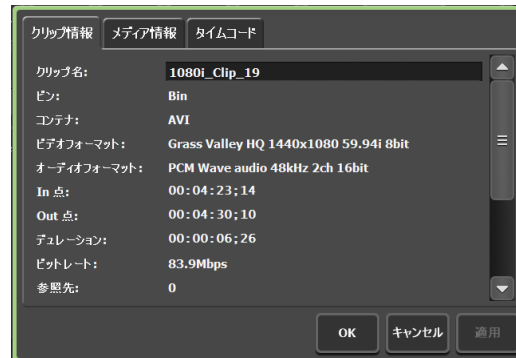 クリップ情報 メディア情報 タイムコード
クリップ名: 1080i_Clip_19
ビン: Bin
コンテナ: AVI
ビデオフォーマット: Grass Valley HQ 1440x1080 59.94i 8bit
オーディオフォーマット: PCM Wave audio 48kHz 2ch 16bit
In 点: 00:04:23;14
Out 点: 00:04:30;10
デュレーション: 00:00:06;26
ビットレート: 83.9Mbps
参照先: 0
OK キャンセル 適用